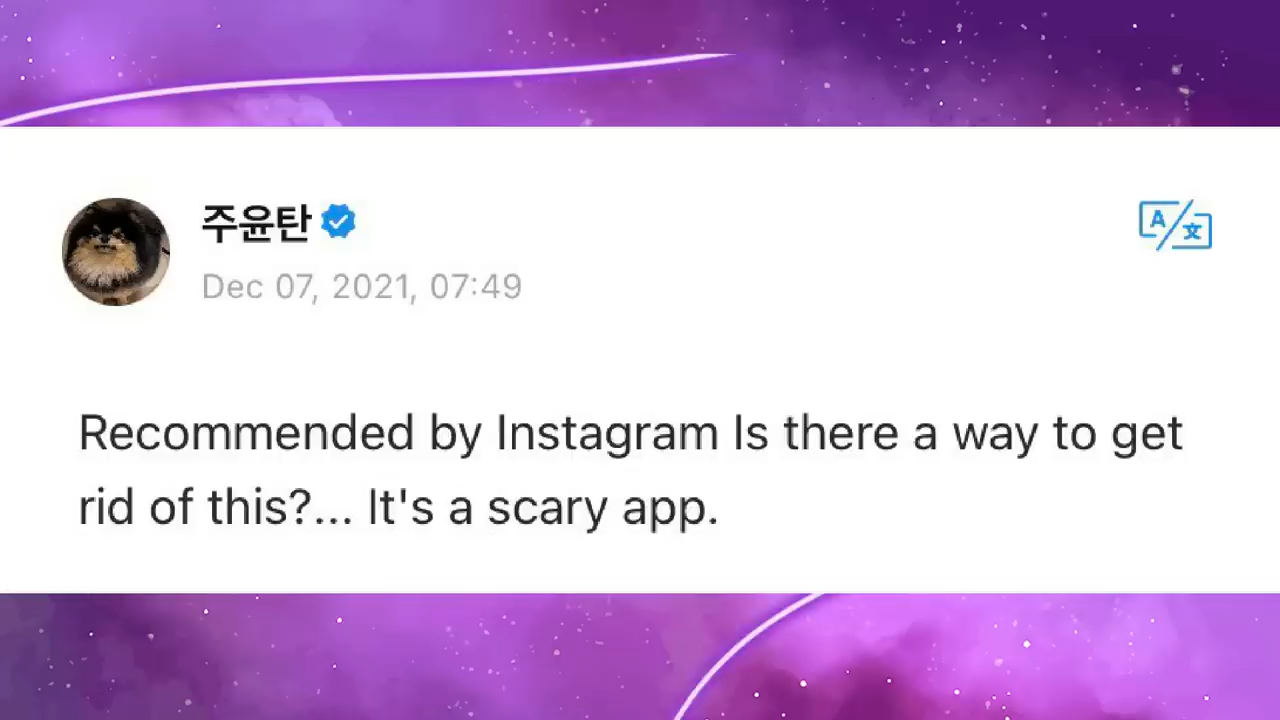 주윤탄
Dec 07, 2021, 07:49
A/文
Recommended by Instagram Is there a way to get
rid of this?... It's a scary app.